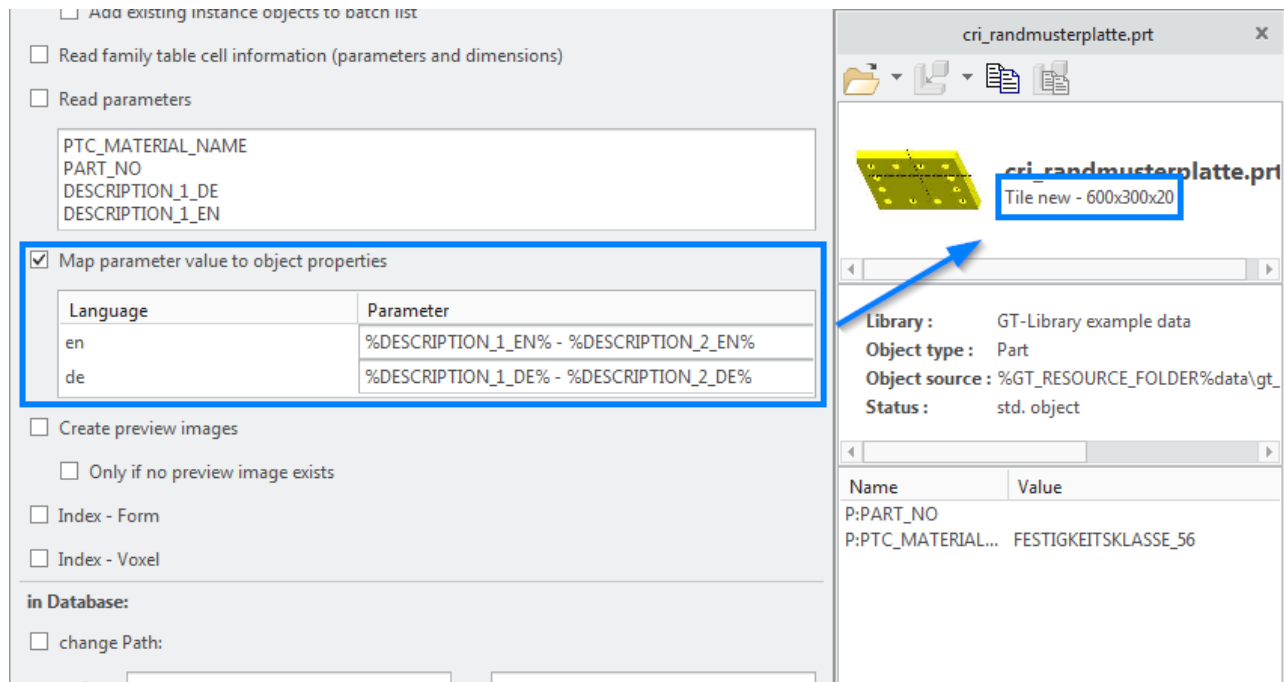 Add existing instance objects to batch list
Read family table cell information (parameters and dimensions)
Read parameters
PTC_MATERIAL_NAME
PART_NO
DESCRIPTION_1_DE
DESCRIPTION_1_EN
Map parameter value to object properties
Language Parameter
en %DESCRIPTION_1_EN% - %DESCRIPTION_2_EN%
de %DESCRIPTION_1_DE% - %DESCRIPTION_2_DE%
Create preview images
Only if no preview image exists
Index - Form
Index - Voxel
in Database:
change Path:
cri_randmusterplatte.prt x
cri_randmusterplatte.prt
Tile new - 600x300x20
Library : GT-Library example data
Object type : Part
Object source : %GT_RESOURCE_FOLDER%data\gt_
Status : std. object
Name Value
P:PART_NO
P:PTC_MATERIAL... FESTIGKEITSKLASSE_56